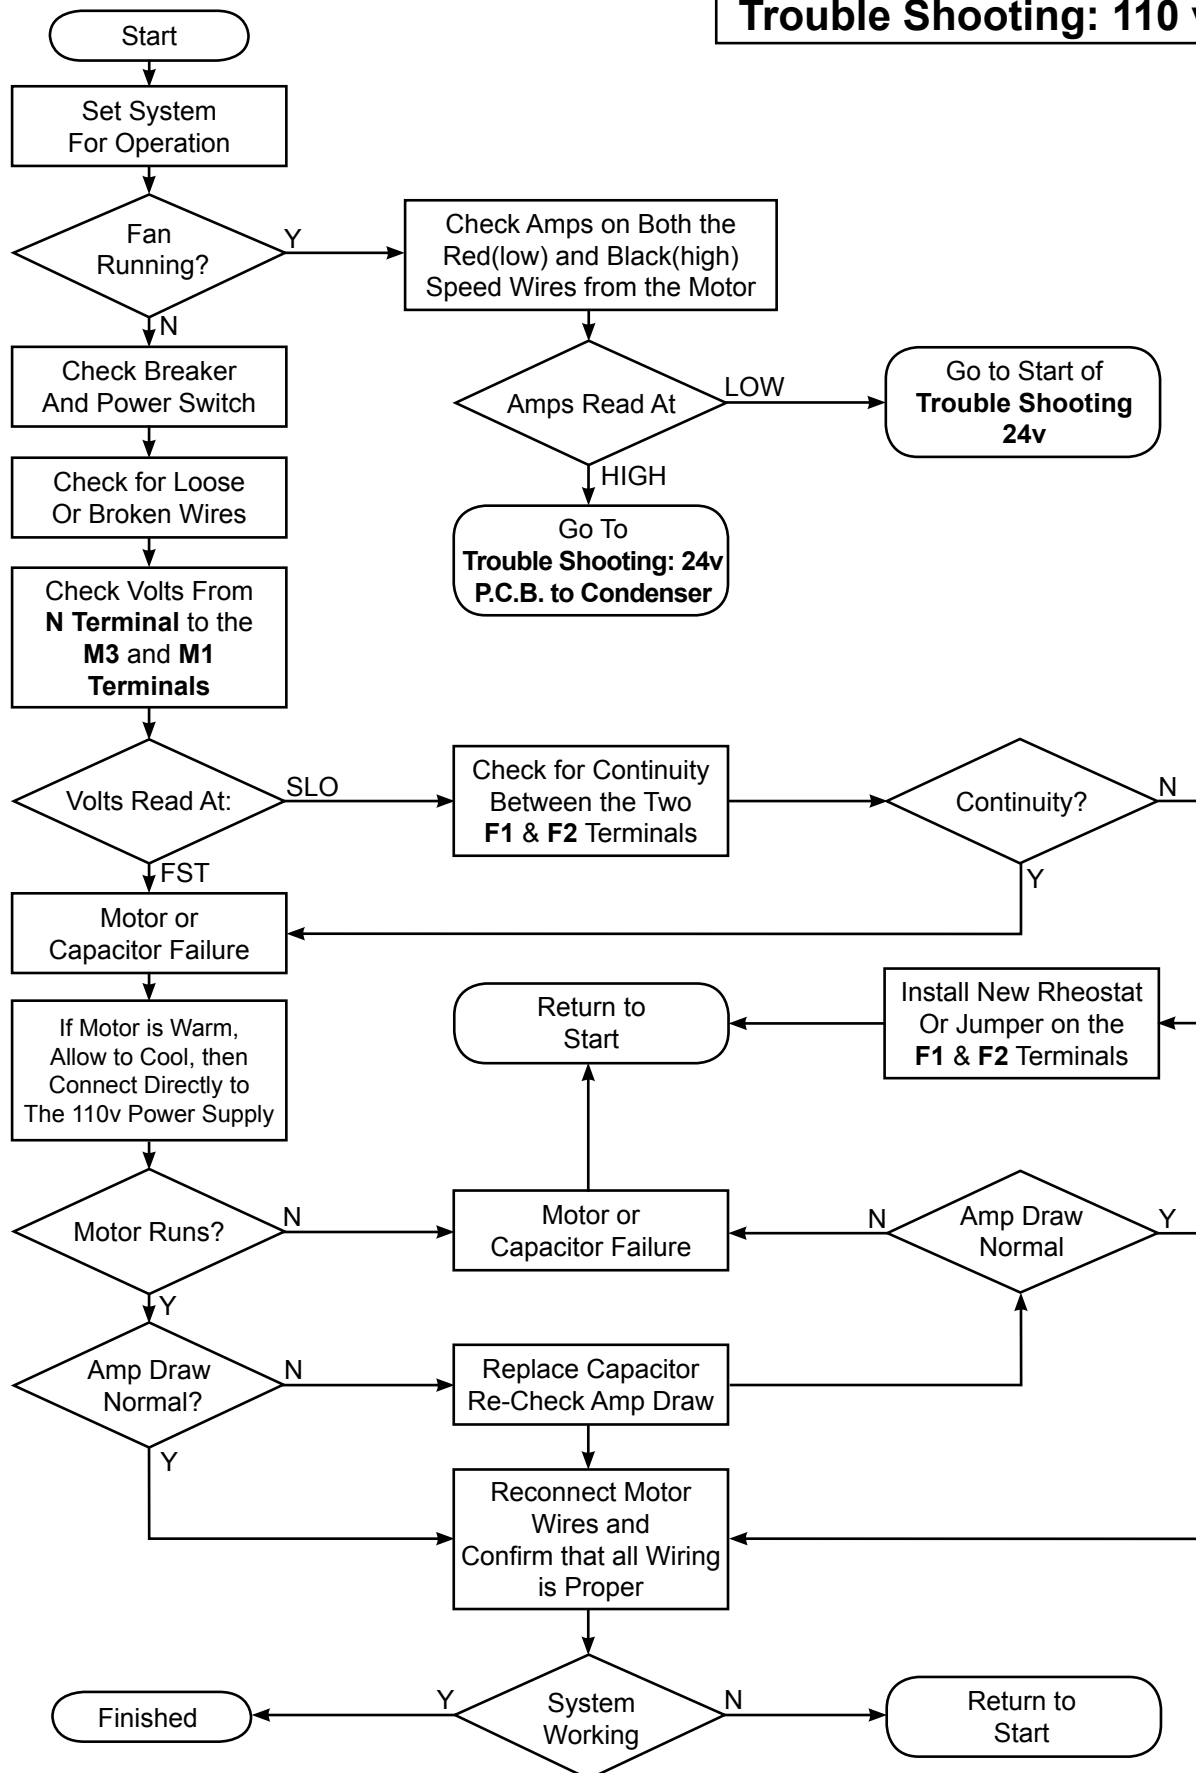 Trouble Shooting: 110 v
Start
Set System
For Operation
Fan
Running?
Y
N
Check Amps on Both the
Red(low) and Black(high)
Speed Wires from the Motor
Check Breaker
And Power Switch
Amps Read At
LOW
HIGH
Go to Start of
Trouble Shooting
24v
Check for Loose
Or Broken Wires
Go To
Trouble Shooting: 24v
P.C.B. to Condenser
Check Volts From
N Terminal to the
M3 and M1
Terminals
Volts Read At:
SLO
FST
Check for Continuity
Between the Two
F1 & F2 Terminals
Continuity?
N
Y
Motor or
Capacitor Failure
If Motor is Warm,
Allow to Cool, then
Connect Directly to
The 110v Power Supply
Return to
Start
Install New Rheostat
Or Jumper on the
F1 & F2 Terminals
Motor Runs?
N
Y
Motor or
Capacitor Failure
N
Amp Draw
Normal
Y
Amp Draw
Normal?
N
Y
Replace Capacitor
Re-Check Amp Draw
Reconnect Motor
Wires and
Confirm that all Wiring
is Proper
Finished
Y
System
Working
N
Return to
Start